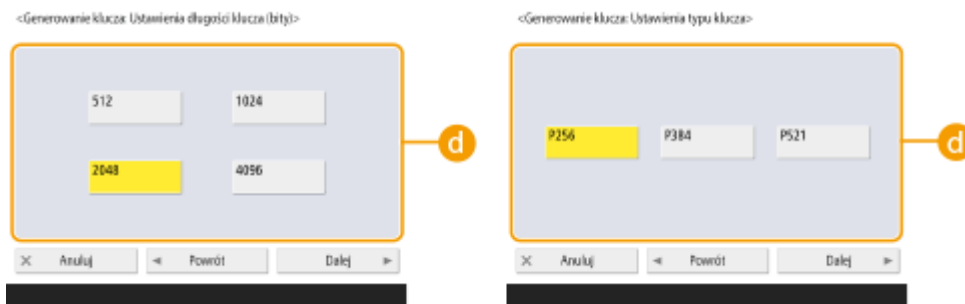 <Generowanie klucza: Ustawienia długości klucza (bity)>
512
1024
2048
4096
d
Anuluj
Powrót
Dalej
<Generowanie klucza: Ustawienia typu klucza>
P256
P384
P521
d
Anuluj
Powrót
Dalej